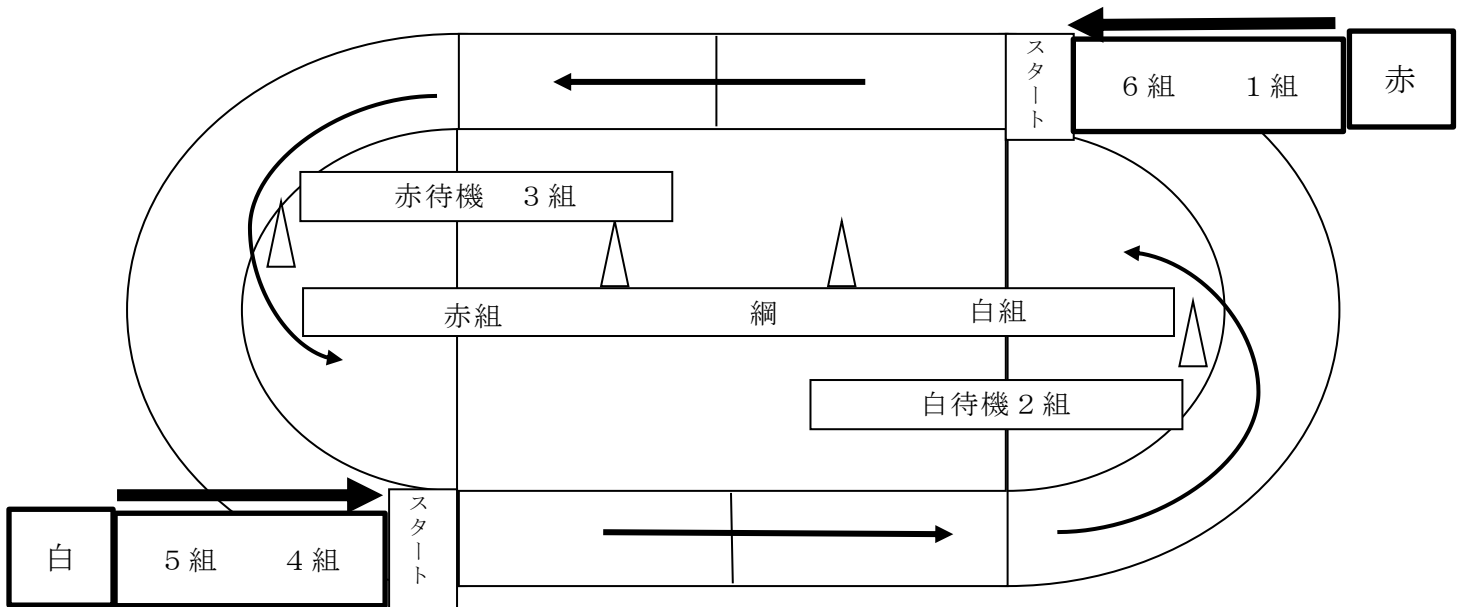 スタート
６組　１組
赤
赤待機　３組
赤組　綱　白組
白待機２組
白
５組　４組
スタート